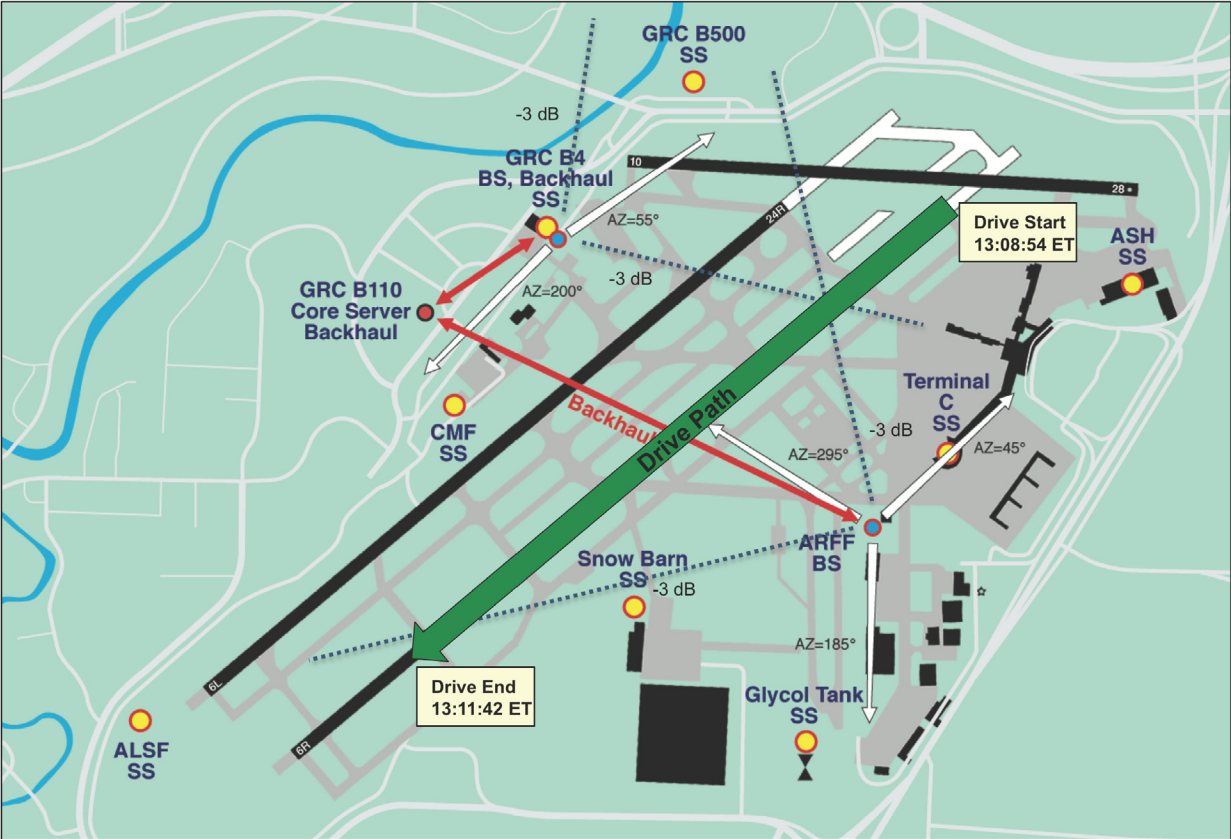 GRC B500
SS
-3 dB
GRC B4
BS, Backhaul
SS
10
28
24R
AZ=55°
Drive Start
13:08:54 ET
ASH
SS
-3 dB
AZ=200°
GRC B110
Core Server
Backhaul
Terminal
C
SS
Backhaul
Drive Path
CMF
SS
-3 dB
AZ=295°
AZ=45°
ARFF
BS
Snow Barn
SS
-3 dB
AZ=185°
6L
Drive End
13:11:42 ET
Glycol Tank
SS
6R
ALSF
SS